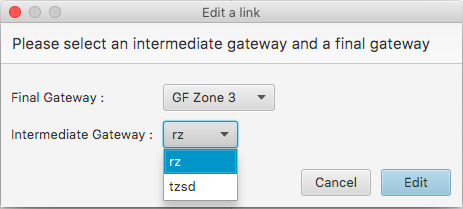 Edit a link
Please select an intermediate gateway and a final gateway
Final Gateway : GF Zone 3
Intermediate Gateway : rz
rz
tzsd
Cancel Edit